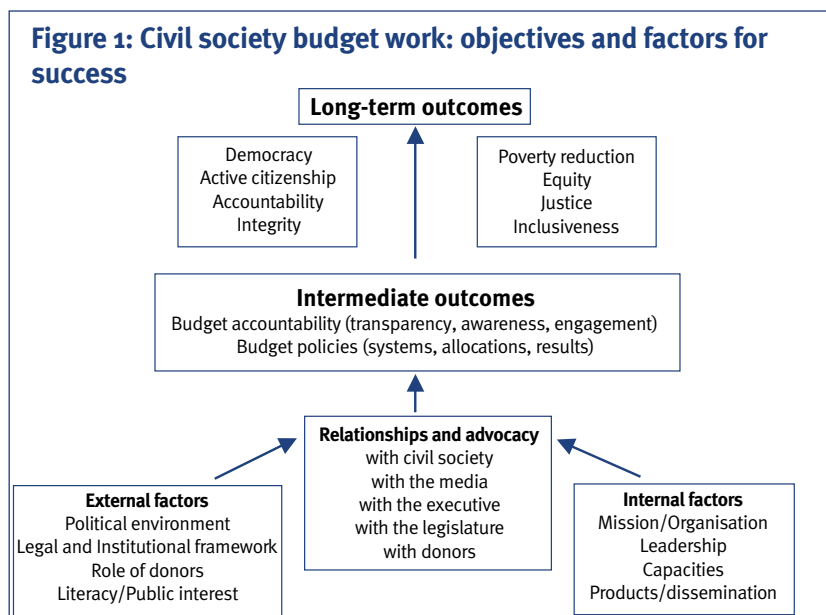 Figure 1: Civil society budget work: objectives and factors for
success
Long-term outcomes
Democracy
Active citizenship
Accountability
Integrity
Poverty reduction
Equity
Justice
Inclusiveness
Intermediate outcomes
Budget accountability (transparency, awareness, engagement)
Budget policies (systems, allocations, results)
Relationships and advocacy
with civil society
with the media
with the executive
with the legislature
with donors
External factors
Political environment
Legal and Institutional framework
Role of donors
Literacy/Public interest
Internal factors
Mission/Organisation
Leadership
Capacities
Products/dissemination